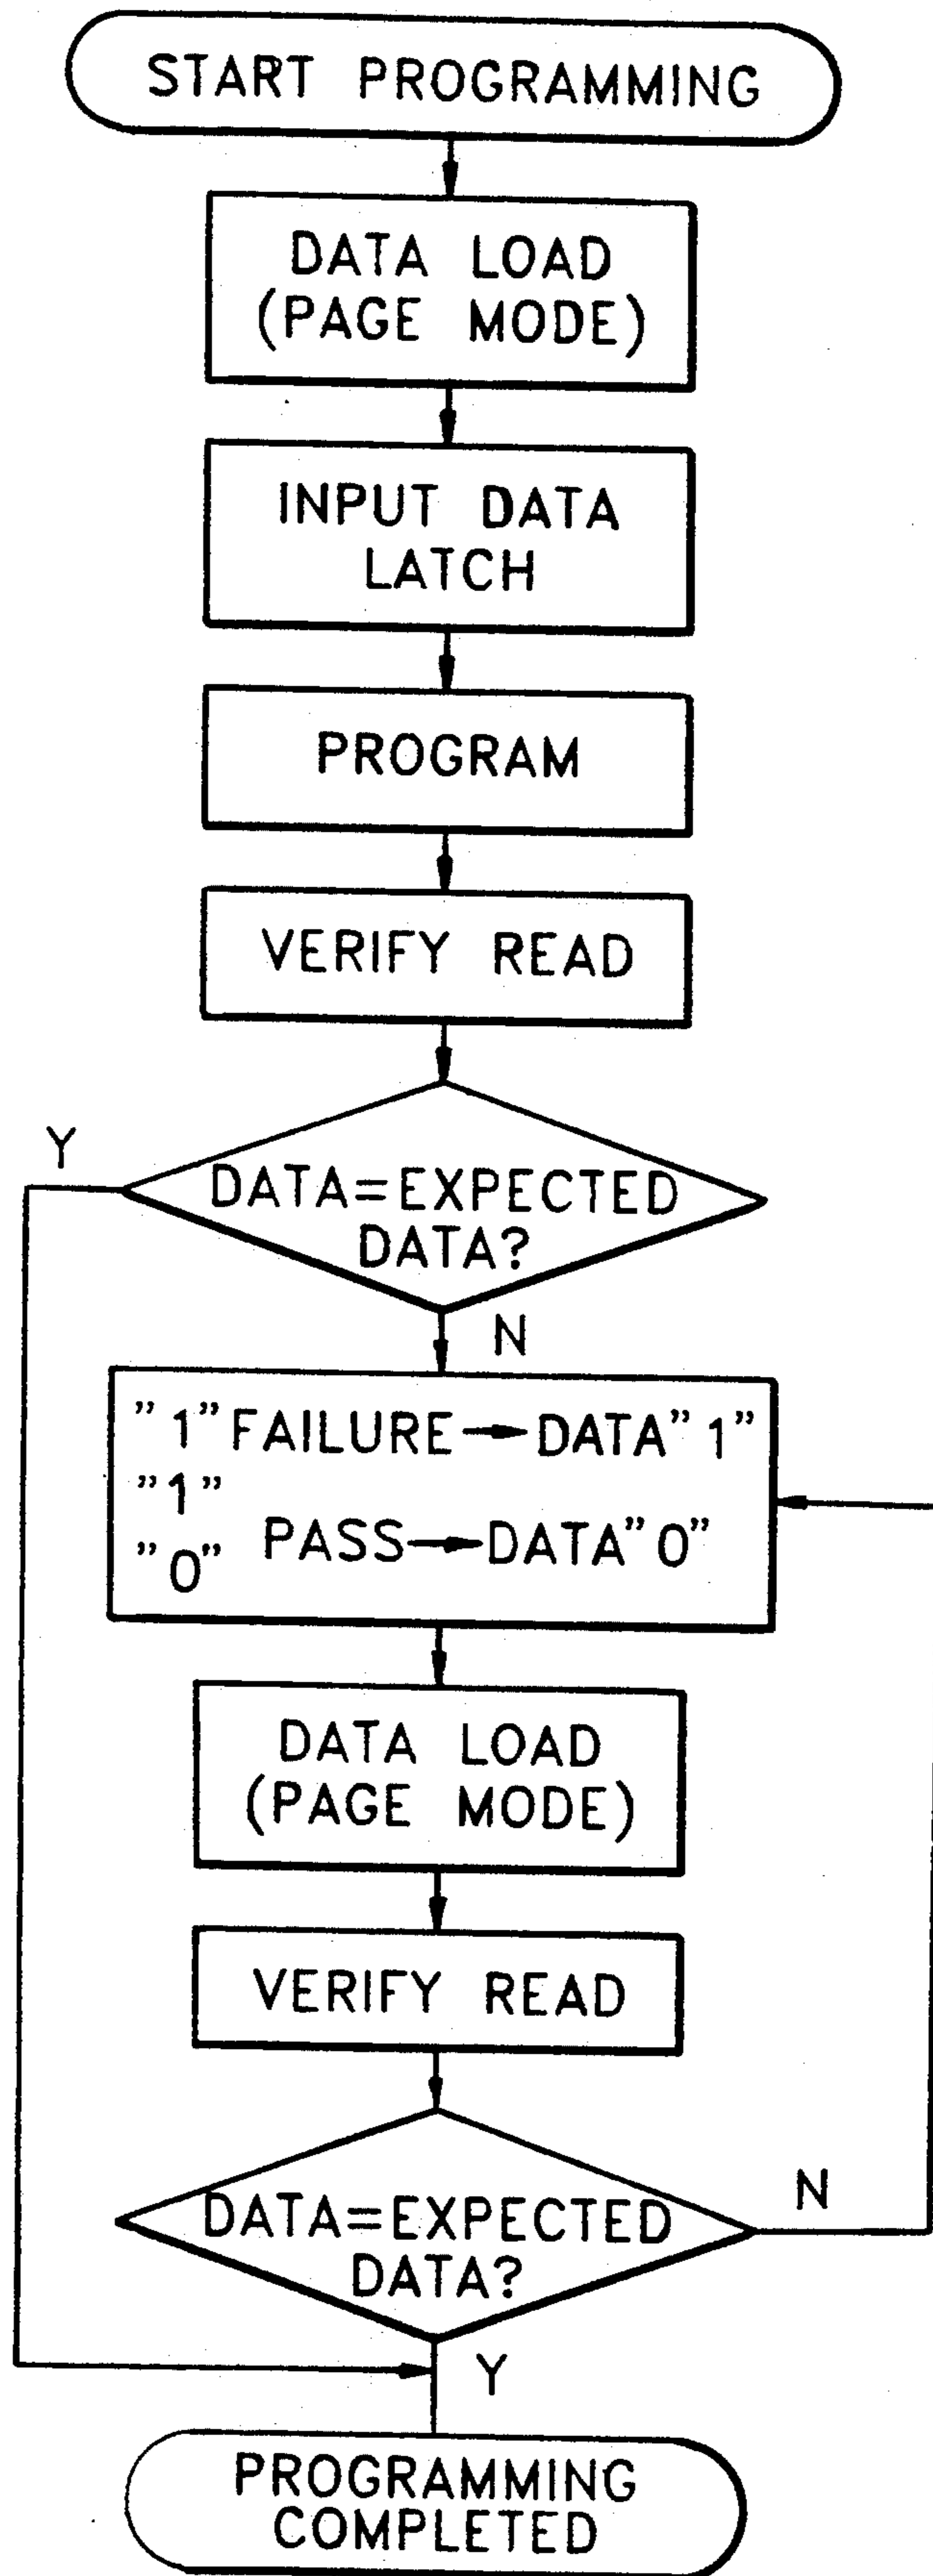 START PROGRAMMING
DATA LOAD
(PAGE MODE)
INPUT DATA
LATCH
PROGRAM
VERIFY READ
Y
DATA=EXPECTED
DATA?
N
"1" FAILURE→DATA"1"
"1"
PASS→DATA"0"
"0"
DATA LOAD
(PAGE MODE)
VERIFY READ
N
DATA=EXPECTED
DATA?
Y
PROGRAMMING
COMPLETED